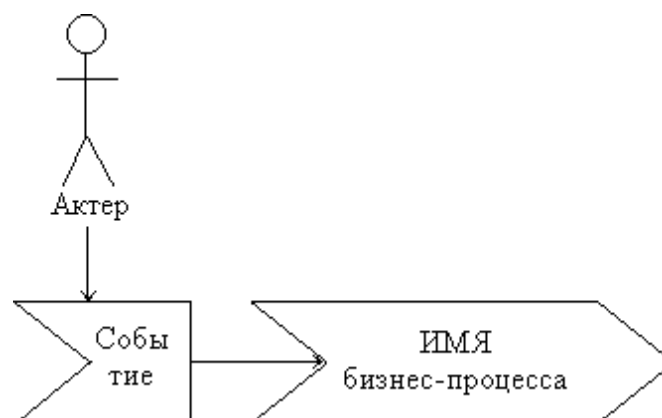 Актер
Собы
тие
ИМЯ
бизнес-процесса